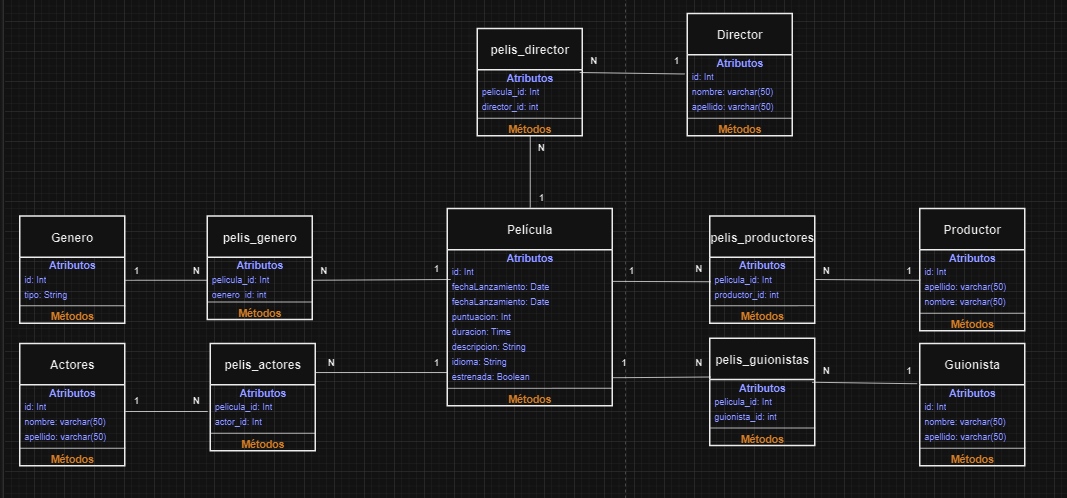 pelis_director
Atributos
pelicula_id: Int
director_id: int
Métodos
N
1
Director
Atributos
id: Int
nombre: varchar(50)
apellido: varchar(50)
Métodos
N
1
Genero
Atributos
id: Int
tipo: String
Métodos
1
N
pelis_genero
Atributos
pelicula_id: Int
genero_id: int
Métodos
N
1
Película
Atributos
id: Int
fechaLanzamiento: Date
fechaLanzamiento: Date
puntuacion: Int
duracion: Time
descripcion: String
idioma: String
estrenada: Boolean
Métodos
1
N
pelis_productores
Atributos
pelicula_id: Int
productor_id: int
Métodos
N
1
Productor
Atributos
id: Int
apellido: varchar(50)
nombre: varchar(50)
Métodos
Actores
Atributos
id: Int
nombre: varchar(50)
apellido: varchar(50)
Métodos
1
N
pelis_actores
Atributos
pelicula_id: Int
actor_id: Int
Métodos
N
1
1
N
pelis_guionistas
Atributos
pelicula_id: Int
guionista_id: int
Métodos
N
1
Guionista
Atributos
id: Int
nombre: varchar(50)
apellido: varchar(50)
Métodos